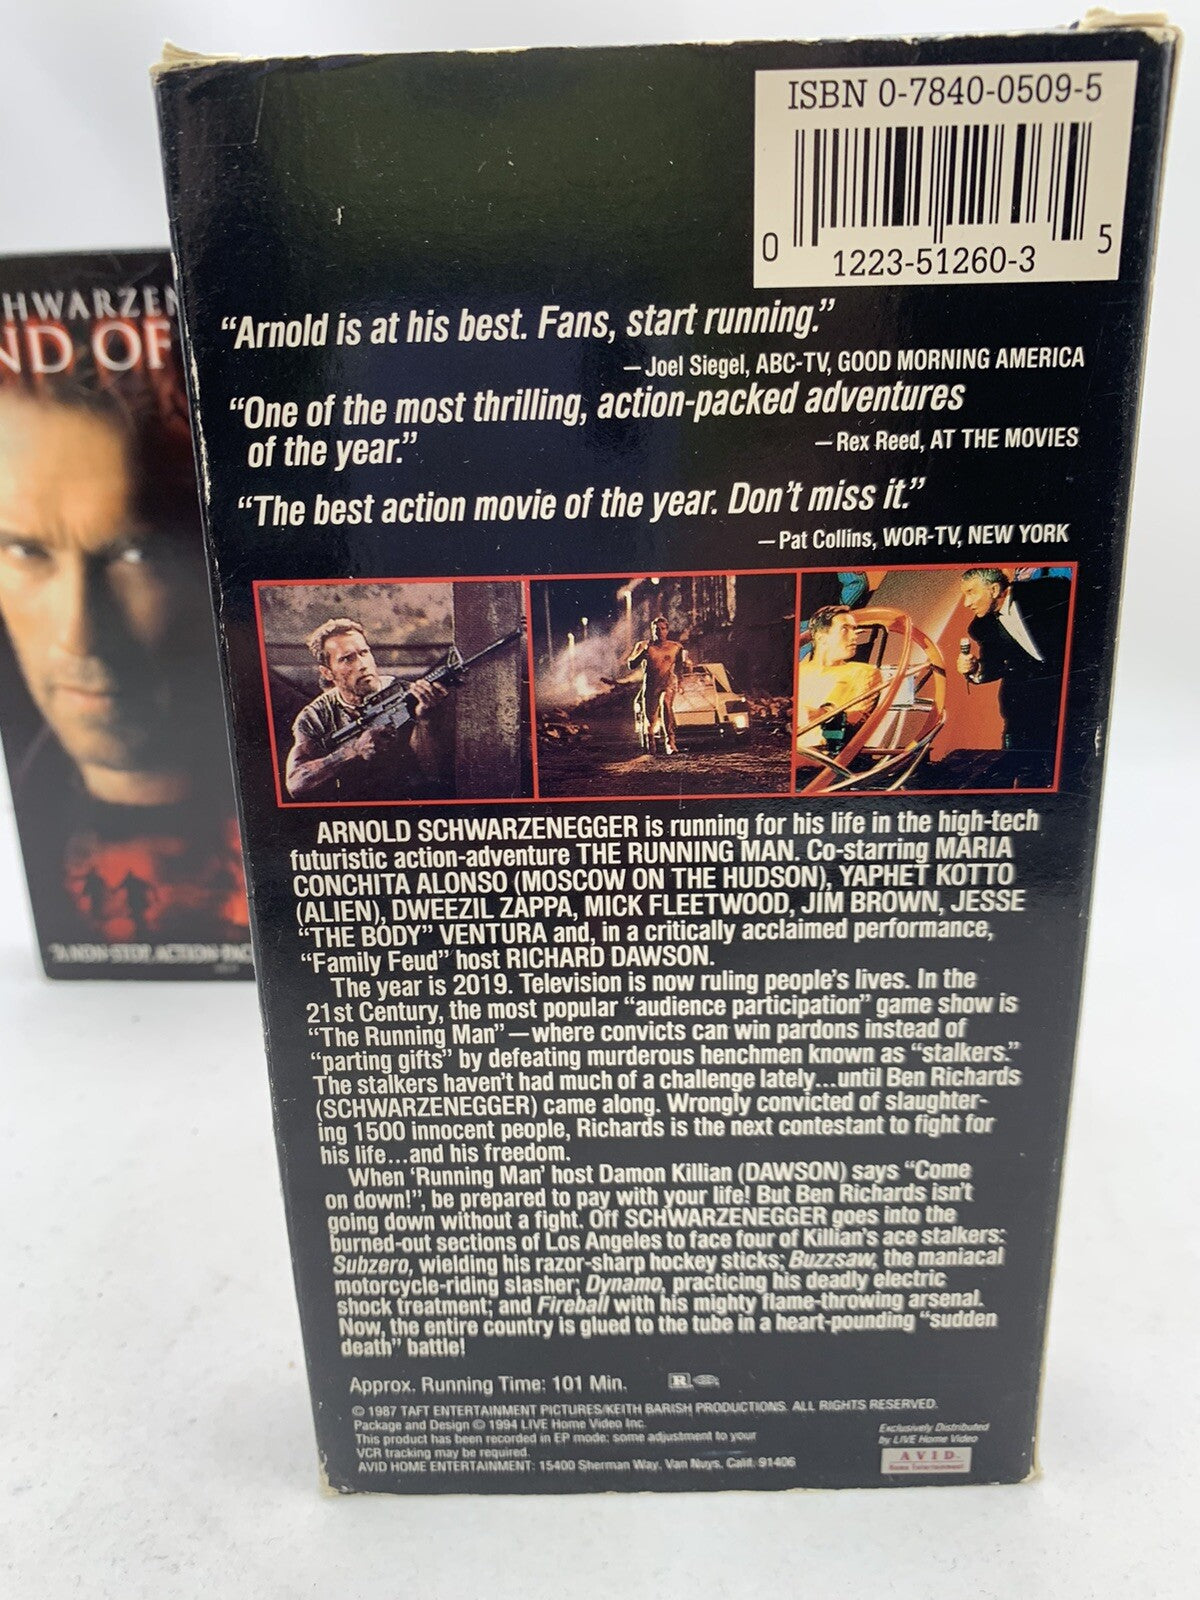 ISBN 0-7840-0509-5
0 1223-51260-3 5
HWARZEN
ND OF
"Arnold is at his best. Fans, start running."
—Joel Siegel, ABC-TV, GOOD MORNING AMERICA
"One of the most thrilling, action-packed adventures
of the year."
—Rex Reed, AT THE MOVIES
"The best action movie of the year. Don't miss it."
—Pat Collins, WOR-TV, NEW YORK
ARNOLD SCHWARZENEGGER is running for his life in the high-tech
futuristic action-adventure THE RUNNING MAN. Co-starring MARIA
CONCHITA ALONSO (MOSCOW ON THE HUDSON), YAPHET KOTTO
(ALIEN), DWEEZIL ZAPPA, MICK FLEETWOOD, JIM BROWN, JESSE
"THE BODY" VENTURA and, in a critically acclaimed performance,
"Family Feud" host RICHARD DAWSON.
The year is 2019. Television is now ruling people's lives. In the
21st Century, the most popular "audience participation" game show is
"The Running Man"—where convicts can win pardons instead of
"parting gifts" by defeating murderous henchmen known as "stalkers."
The stalkers haven't had much of a challenge lately...until Ben Richards
(SCHWARZENEGGER) came along. Wrongly convicted of slaughter-
ing 1500 innocent people, Richards is the next contestant to fight for
his life...and his freedom.
When 'Running Man' host Damon Killian (DAWSON) says "Come
on down!", be prepared to pay with your life! But Ben Richards isn't
going down without a fight. Off SCHWARZENEGGER goes into the
burned-out sections of Los Angeles to face four of Killian's ace stalkers:
Subzero, wielding his razor-sharp hockey sticks; Buzzsaw, the maniacal
motorcycle-riding slasher; Dynamo, practicing his deadly electric
shock treatment; and Fireball with his mighty flame-throwing arsenal.
Now, the entire country is glued to the tube in a heart-pounding "sudden
death" battle!
"A NON-STOP, ACTION-PAC
Approx. Running Time: 101 Min. R
© 1987 TAFT ENTERTAINMENT PICTURES/KEITH BARISH PRODUCTIONS. ALL RIGHTS RESERVED.
Package and Design © 1994 LIVE Home Video Inc.
This product has been recorded in EP mode: some adjustment to your
VCR tracking may be required.
AVID HOME ENTERTAINMENT: 15400 Sherman Way, Van Nuys, Calif. 91406
Exclusively Distributed
by LIVE Home Video
AVID
Home Entertainment